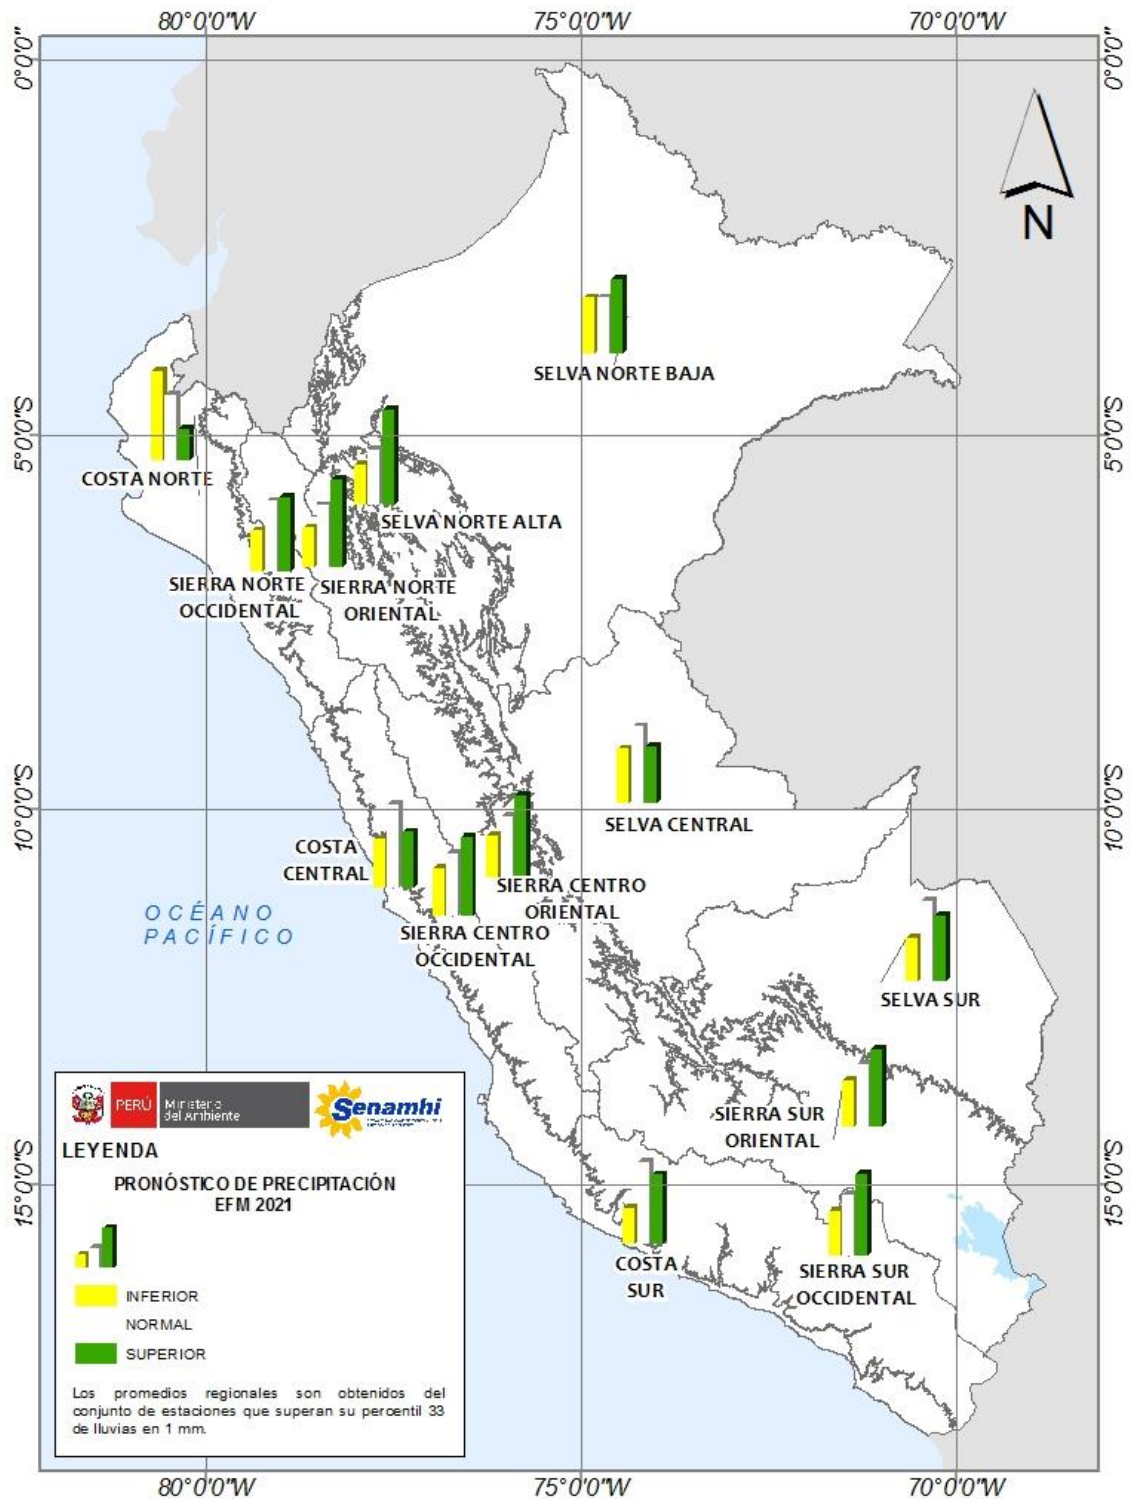 80°0'0"W
75°0'0"W
70°0'0"W
0°0'0"
0°0'0"
N
SELVA NORTE BAJA
5°0'0"S
5°0'0"S
COSTA NORTE
SELVA NORTE ALTA
SIERRA NORTE
OCCIDENTAL
SIERRA NORTE
ORIENTAL
10°0'0"S
10°0'0"S
SELVA CENTRAL
COSTA
CENTRAL
SIERRA CENTRO
ORIENTAL
OCÉANO
PACÍFICO
SIERRA CENTRO
OCCIDENTAL
SELVA SUR
SIERRA SUR
ORIENTAL
15°0'0"S
15°0'0"S
COSTA
SUR
SIERRA SUR
OCCIDENTAL
PERÚ
Ministerio
del Ambiente
Senamhi
LEYENDA
PRONÓSTICO DE PRECIPITACIÓN
EFM 2021
INFERIOR
NORMAL
SUPERIOR
Los promedios regionales son obtenidos del
conjunto de estaciones que superan su percentil 33
de lluvias en 1 mm.
80°0'0"W
75°0'0"W
70°0'0"W